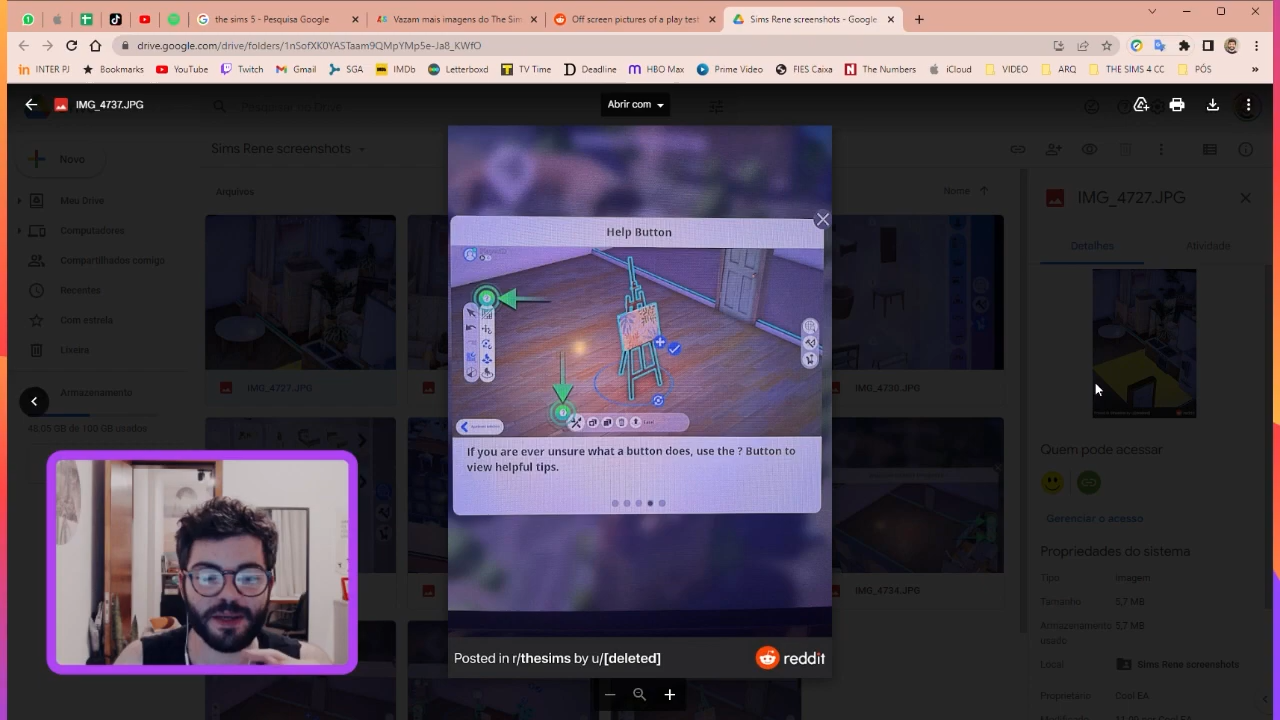 the sims 5 - Pesquisa Google
Vazam mais imagens do The Sim
Off screen pictures of a play test
Sims Rene screenshots - Google
drive.google.com/drive/folders/1nSofXK0YASTaam9QMpYMp5e-Ja8_KWfO
INTER PJ
Bookmarks
YouTube
Twitch
Gmail
SGA
IMDb
Letterboxd
TV Time
Deadline
HBO Max
Prime Video
FIES Caixa
The Numbers
iCloud
VIDEO
ARQ
THE SIMS 4 CC
PÓS
IMG_4737.JPG
Abrir com
Novo
Meu Drive
Computadores
Compartilhados comigo
Recentes
Com estrela
Lixeira
Armazenamento
48,05 GB de 100 GB usados
Sims Rene screenshots
Arquivos
Nome
IMG_4727.JPG
IMG_4730.JPG
IMG_4734.JPG
Help Button
If you are ever unsure what a button does, use the ? Button to
view helpful tips.
Posted in r/thesims by u/[deleted]
reddit
IMG_4727.JPG
Detalhes
Atividade
Quem pode acessar
Gerenciar o acesso
Propriedades do sistema
Tipo
Imagem
Tamanho
5,7 MB
Armazenamento
usado
5,7 MB
Local
Sims Rene screenshots
Proprietário
Cool EA